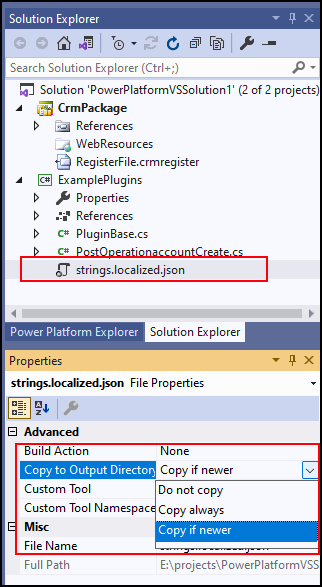 Solution Explorer
Search Solution Explorer (Ctrl+;)
Solution 'PowerPlatformVSSolution1' (2 of 2 projects)
CrmPackage
References
WebResources
RegisterFile.crmregister
ExamplePlugins
Properties
References
C# PluginBase.cs
C# PostOperationaccountCreate.cs
strings.localized.json
Power Platform Explorer Solution Explorer
Properties
strings.localized.json File Properties
Advanced
Build Action None
Copy to Output Directory Copy if newer
Custom Tool Do not copy
Custom Tool Namespace Copy always
Misc Copy if newer
File Name
Full Path E:\projects\PowerPlatformVSS